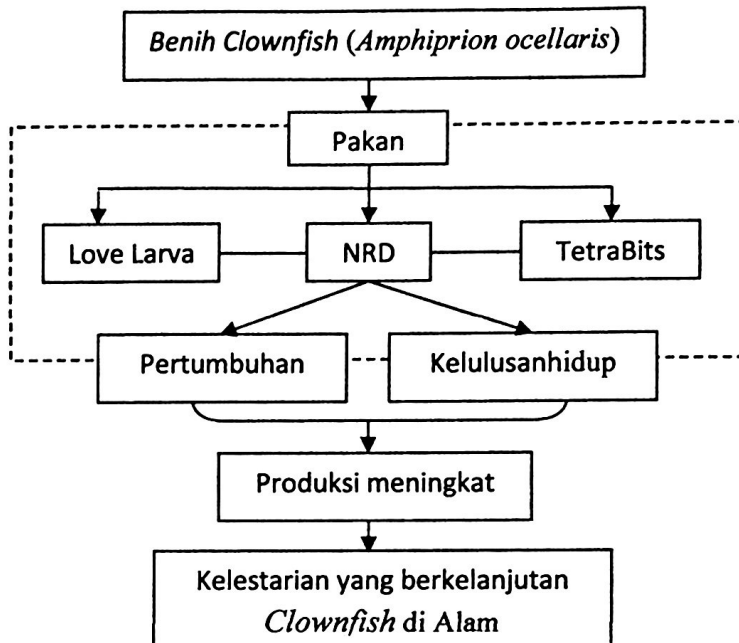 Benih Clownfish (Amphiprion ocellaris)
Pakan
Love Larva
NRD
TetraBits
Pertumbuhan
Kelulusanhidup
Produksi meningkat
Kelestarian yang berkelanjutan
Clownfish di Alam